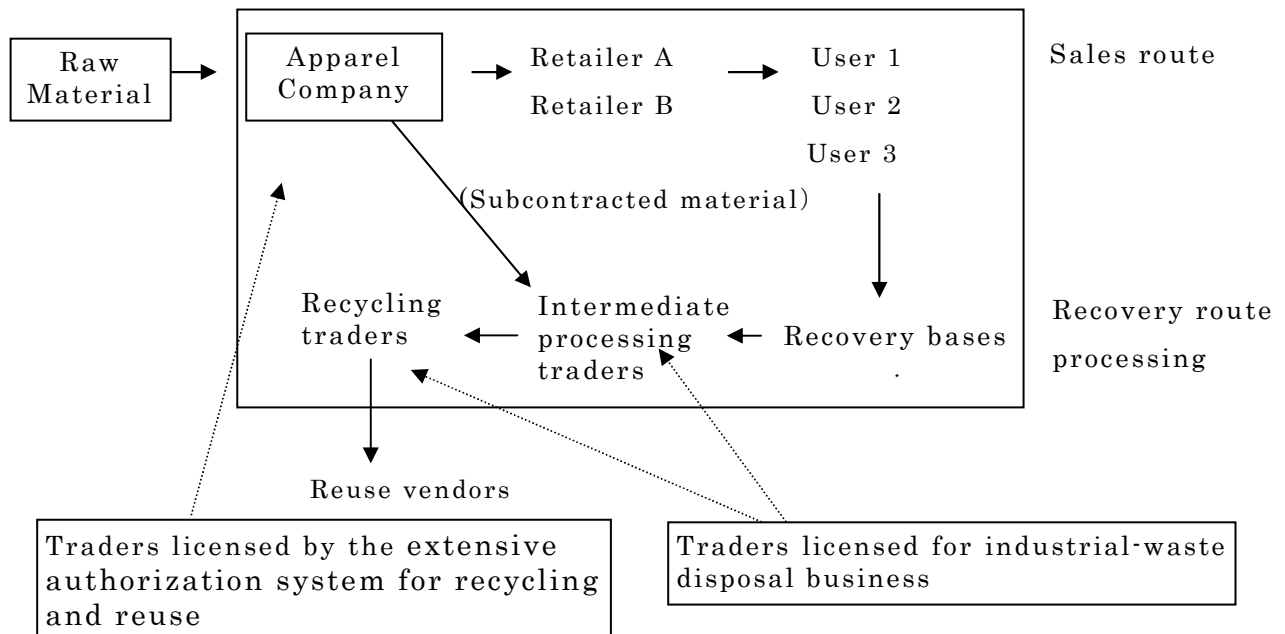 Raw
Material
Apparel
Company
Retailer A
Retailer B
User 1
User 2
User 3
Sales route
(Subcontracted material)
Recycling
traders
Intermediate
processing
traders
Recovery bases
.
Recovery route
processing
Reuse vendors
Traders licensed by the extensive
authorization system for recycling
and reuse
Traders licensed for industrial-waste
disposal business